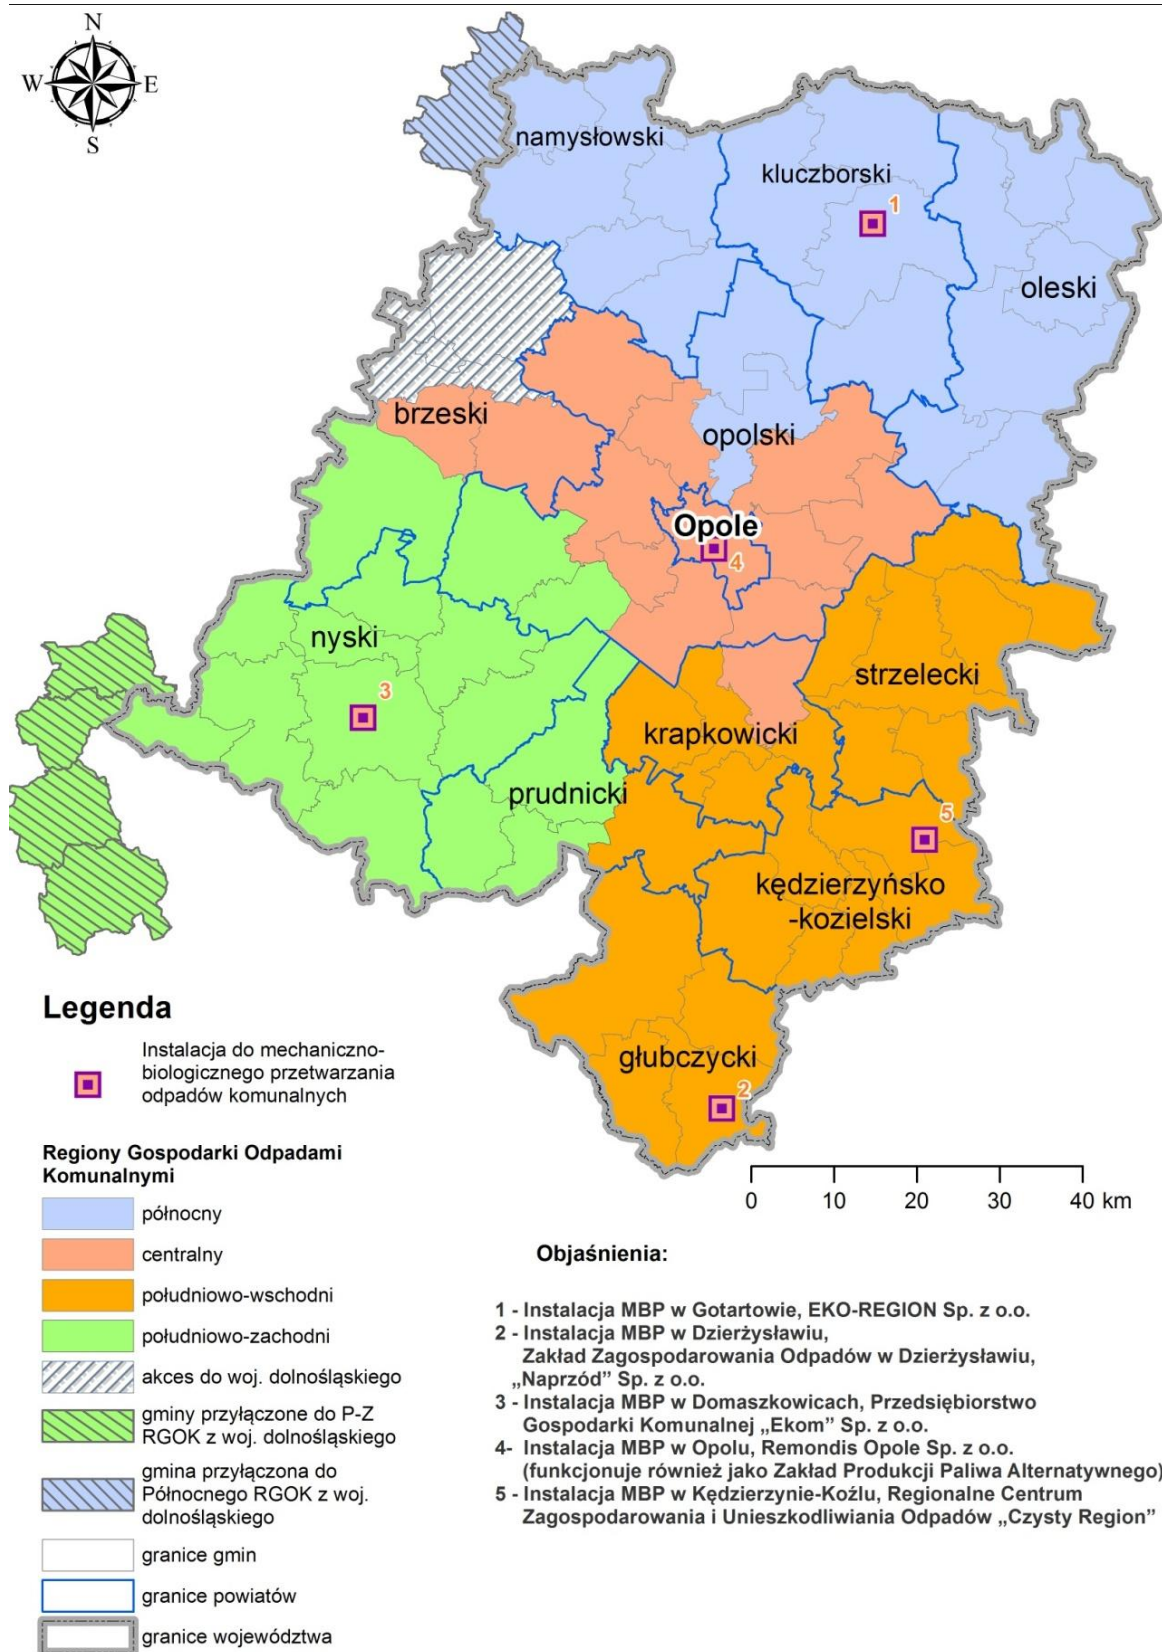 N
W E
S
namysłowski
kluczborski
1
oleski
brzeski
opolski
Opole
4
nyski
3
strzelecki
krapkowicki
prudnicki
5
kędzierzyńsko
-kozielski
głubczycki
2
0 10 20 30 40 km
Legenda
Instalacja do mechaniczno-
biologicznego przetwarzania
odpadów komunalnych
Regiony Gospodarki Odpadami
Komunalnymi
północny
centralny
południowo-wschodni
południowo-zachodni
akces do woj. dolnośląskiego
gminy przyłączone do P-Z
RGOK z woj. dolnośląskiego
gmina przyłączona do
Północnego RGOK z woj.
dolnośląskiego
granice gmin
granice powiatów
granice województwa
Objaśnienia:
1 - Instalacja MBP w Gotartowie, EKO-REGION Sp. z o.o.
2 - Instalacja MBP w Dzierżysławiu,
Zakład Zagospodarowania Odpadów w Dzierżysławiu,
„Naprzód” Sp. z o.o.
3 - Instalacja MBP w Domaszkowicach, Przedsiębiorstwo
Gospodarki Komunalnej „Ekom” Sp. z o.o.
4- Instalacja MBP w Opolu, Remondis Opole Sp. z o.o.
(funkcjonuje również jako Zakład Produkcji Paliwa Alternatywnego)
5 - Instalacja MBP w Kędzierzynie-Koźlu, Regionalne Centrum
Zagospodarowania i Unieszkodliwiania Odpadów „Czysty Region”